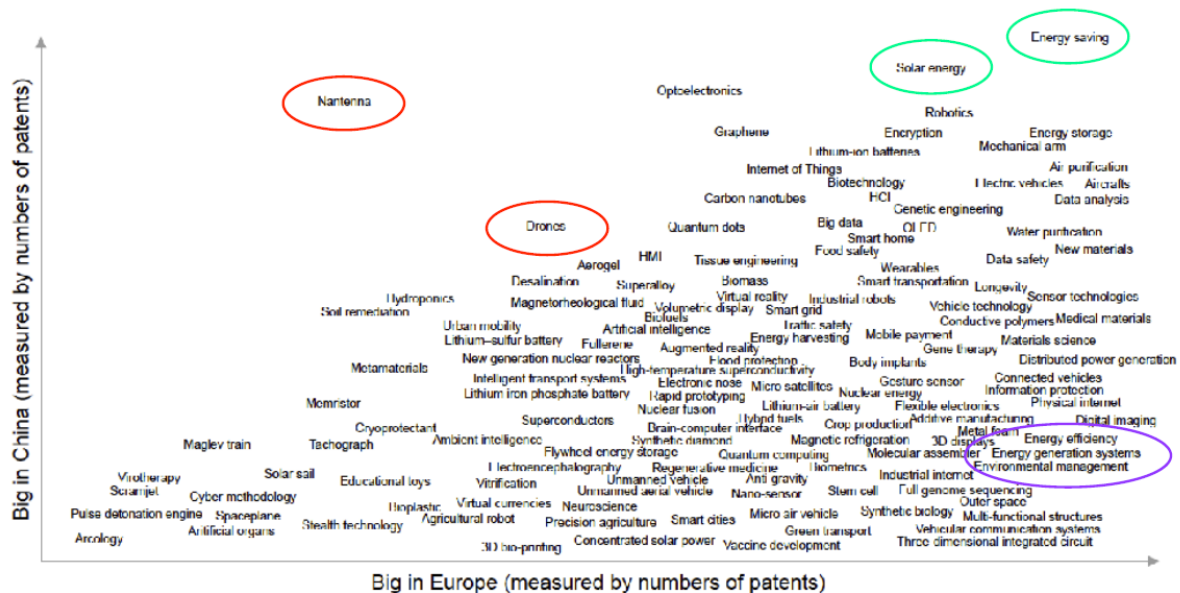 Energy saving
Solar energy
Optoelectronics
Nantenna
Robotics
Graphene
Encryption
Energy storage
Mechanical arm
Lithium-ion batteries
Internet of Things
Air purification
Biotechnology
Electric vehicles
Aircrafts
Carbon nanotubes
HCI
Data analysis
Genetic engineering
Drones
Quantum dots
Big data
OLED
Water purification
Smart home
Food safety
New materials
HMI
Tissue engineering
Data safety
Aerogel
Wearables
Desalination
Superalloy
Biomass
Smart transportation
Longevity
Hydroponics
Magnetorheological fluid
Virtual reality
Industrial robots
Sensor technologies
Soil remediation
Volumetric display
Smart grid
Vehicle technology
Biofuels
Conductive polymers
Medical materials
Urban mobility
Artificial intelligence
Traffic safety
Lithium–sulfur battery
Fullerene
Energy harvesting
Mobile payment
Materials science
Augmented reality
Gene therapy
New generation nuclear reactors
Flood protection
Body implants
Distributed power generation
Metamaterials
High-temperature superconductivity
Intelligent transport systems
Electronic nose
Micro satellites
Gesture sensor
Connected vehicles
Lithium iron phosphate battery
Rapid prototyping
Nuclear energy
Information protection
Memristor
Nuclear fusion
Lithium-air battery
Flexible electronics
Physical internet
Superconductors
Hybrid fuels
Crop production
Additive manufacturing
Digital imaging
Cryoprotectant
Brain-computer interface
Metal foam
Maglev train
Tachograph
Ambient intelligence
Synthetic diamond
Magnetic refrigeration
3D displays
Energy efficiency
Flywheel energy storage
Quantum computing
Molecular assembler
Energy generation systems
Virotherapy
Solar sail
Electroencephalography
Regenerative medicine
Biometrics
Industrial internet
Environmental management
Educational toys
Vitrification
Unmanned vehicle
Anti gravity
Scramjet
Cyber methodology
Unmanned aerial vehicle
Nano-sensor
Stem cell
Full genome sequencing
Bioplastic
Virtual currencies
Neuroscience
Outer space
Pulse detonation engine
Spaceplane
Agricultural robot
Precision agriculture
Smart cities
Micro air vehicle
Synthetic biology
Multi-functional structures
Artificial organs
Stealth technology
Green transport
Vehicular communication systems
Arcology
3D bio-printing
Concentrated solar power
Vaccine development
Three-dimensional integrated circuit
Big in China (measured by numbers of patents)
Big in Europe (measured by numbers of patents)